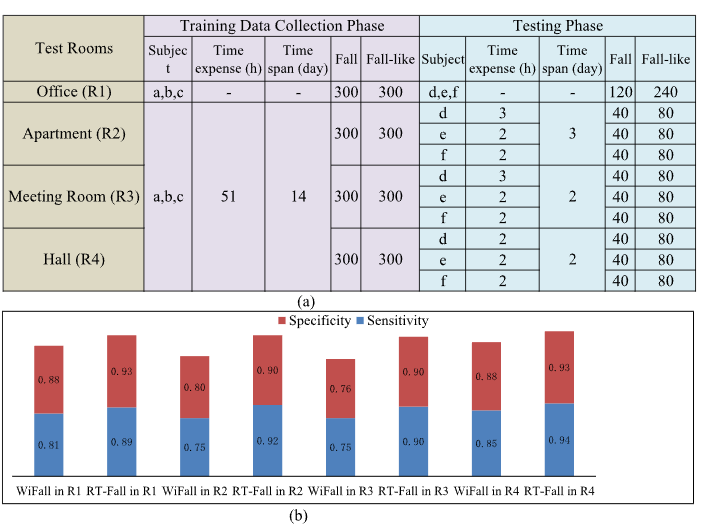 Test Rooms Training Data Collection Phase Testing Phase
Subjec
t Time
expense (h) Time
span (day) Fall Fall-like Subject Time
expense (h) Time
span (day) Fall Fall-like
Office (R1) a,b,c - - 300 300 d,e,f - - 120 240
Apartment (R2) 300 300 d 3 3 40 80
e 2 40 80
f 2 40 80
Meeting Room (R3) a,b,c 51 14 300 300 d 3 2 40 80
e 2 40 80
f 2 40 80
Hall (R4) 300 300 d 2 2 40 80
e 2 40 80
f 2 40 80
(a)
Specificity Sensitivity
0.88 0.93 0.80 0.90 0.76 0.90 0.88 0.93
0.81 0.89 0.75 0.92 0.75 0.90 0.85 0.94
WiFall in R1 RT-Fall in R1 WiFall in R2 RT-Fall in R2 WiFall in R3 RT-Fall in R3 WiFall in R4 RT-Fall in R4
(b)